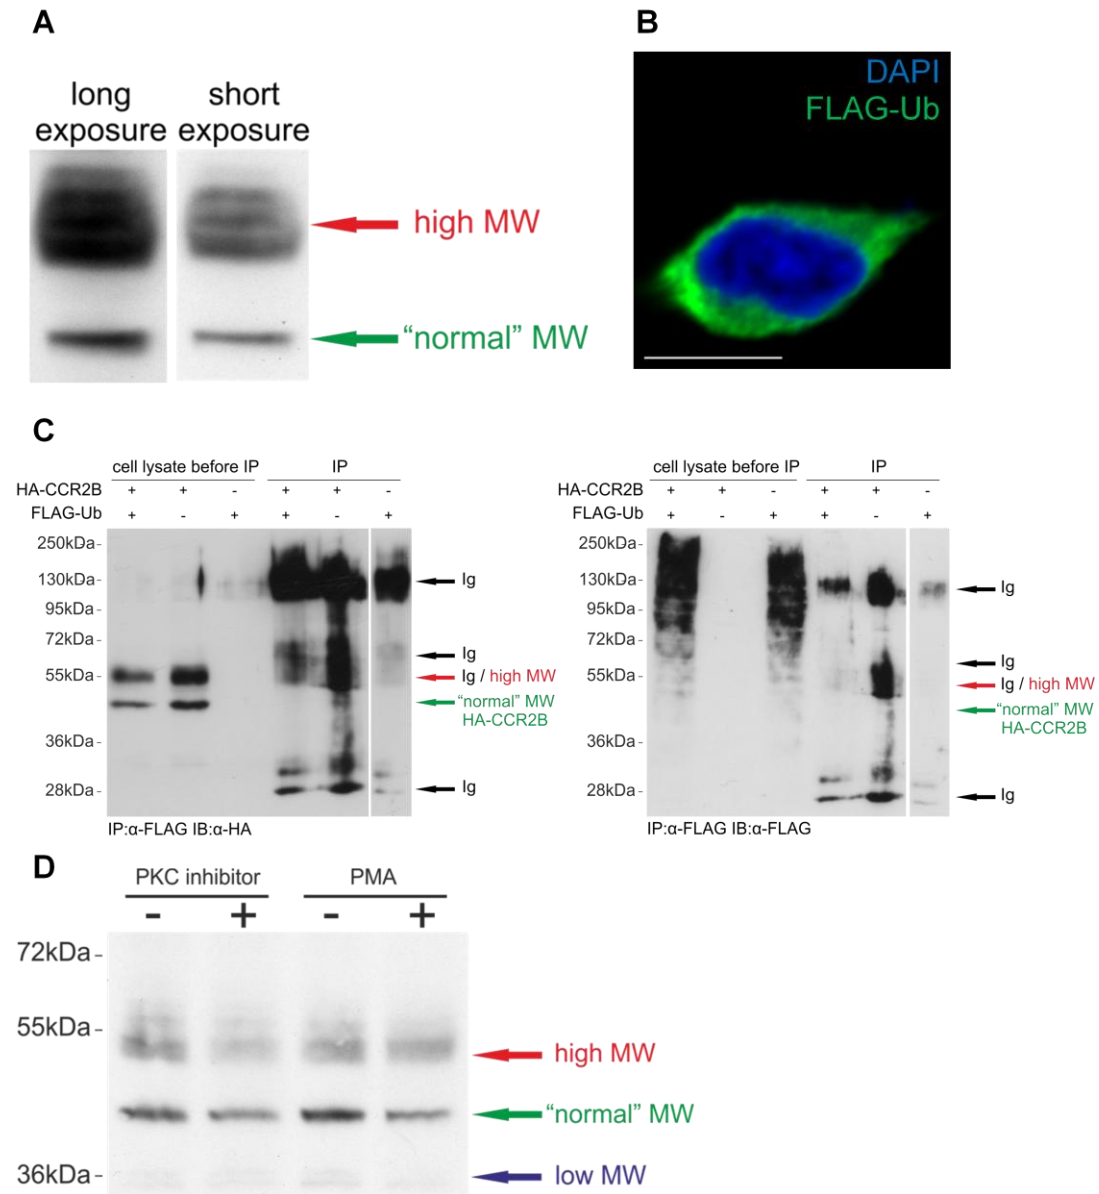 A
long
exposure
short
exposure
high MW
“normal” MW
B
DAPI
FLAG-Ub
C
cell lysate before IP IP
HA-CCR2B + + - + + -
FLAG-Ub + - + + - +
250kDa-
130kDa-
95kDa-
72kDa-
55kDa-
36kDa-
28kDa-
Ig
Ig
Ig / high MW
“normal” MW
HA-CCR2B
Ig
IP:α-FLAG IB:α-HA
cell lysate before IP IP
HA-CCR2B + + - + + -
FLAG-Ub + - + + - +
250kDa-
130kDa-
95kDa-
72kDa-
55kDa-
36kDa-
28kDa-
Ig
Ig
Ig / high MW
“normal” MW
HA-CCR2B
Ig
IP:α-FLAG IB:α-FLAG
D
PKC inhibitor PMA
- + - +
72kDa-
55kDa-
36kDa-
high MW
“normal” MW
low MW